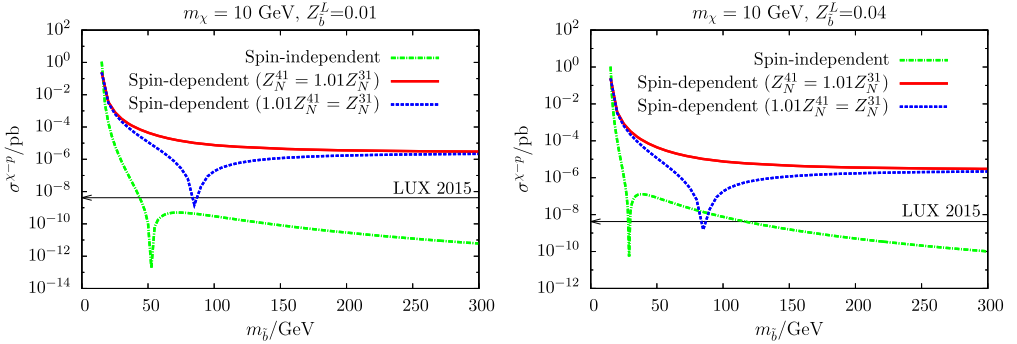 m_χ = 10 GeV, Z_b̃^L=0.01
10^2
10^0
10^−2
10^−4
10^−6
10^−8
10^−10
10^−12
10^−14
σ^{χ−p}/pb
Spin-independent
Spin-dependent (Z_N^41 = 1.01Z_N^31)
Spin-dependent (1.01Z_N^41 = Z_N^31)
LUX 2015
0 50 100 150 200 250 300
m_b̃/GeV
m_χ = 10 GeV, Z_b̃^L=0.04
10^2
10^0
10^−2
10^−4
10^−6
10^−8
10^−10
10^−12
σ^{χ−p}/pb
Spin-independent
Spin-dependent (Z_N^41 = 1.01Z_N^31)
Spin-dependent (1.01Z_N^41 = Z_N^31)
LUX 2015
0 50 100 150 200 250 300
m_b̃/GeV